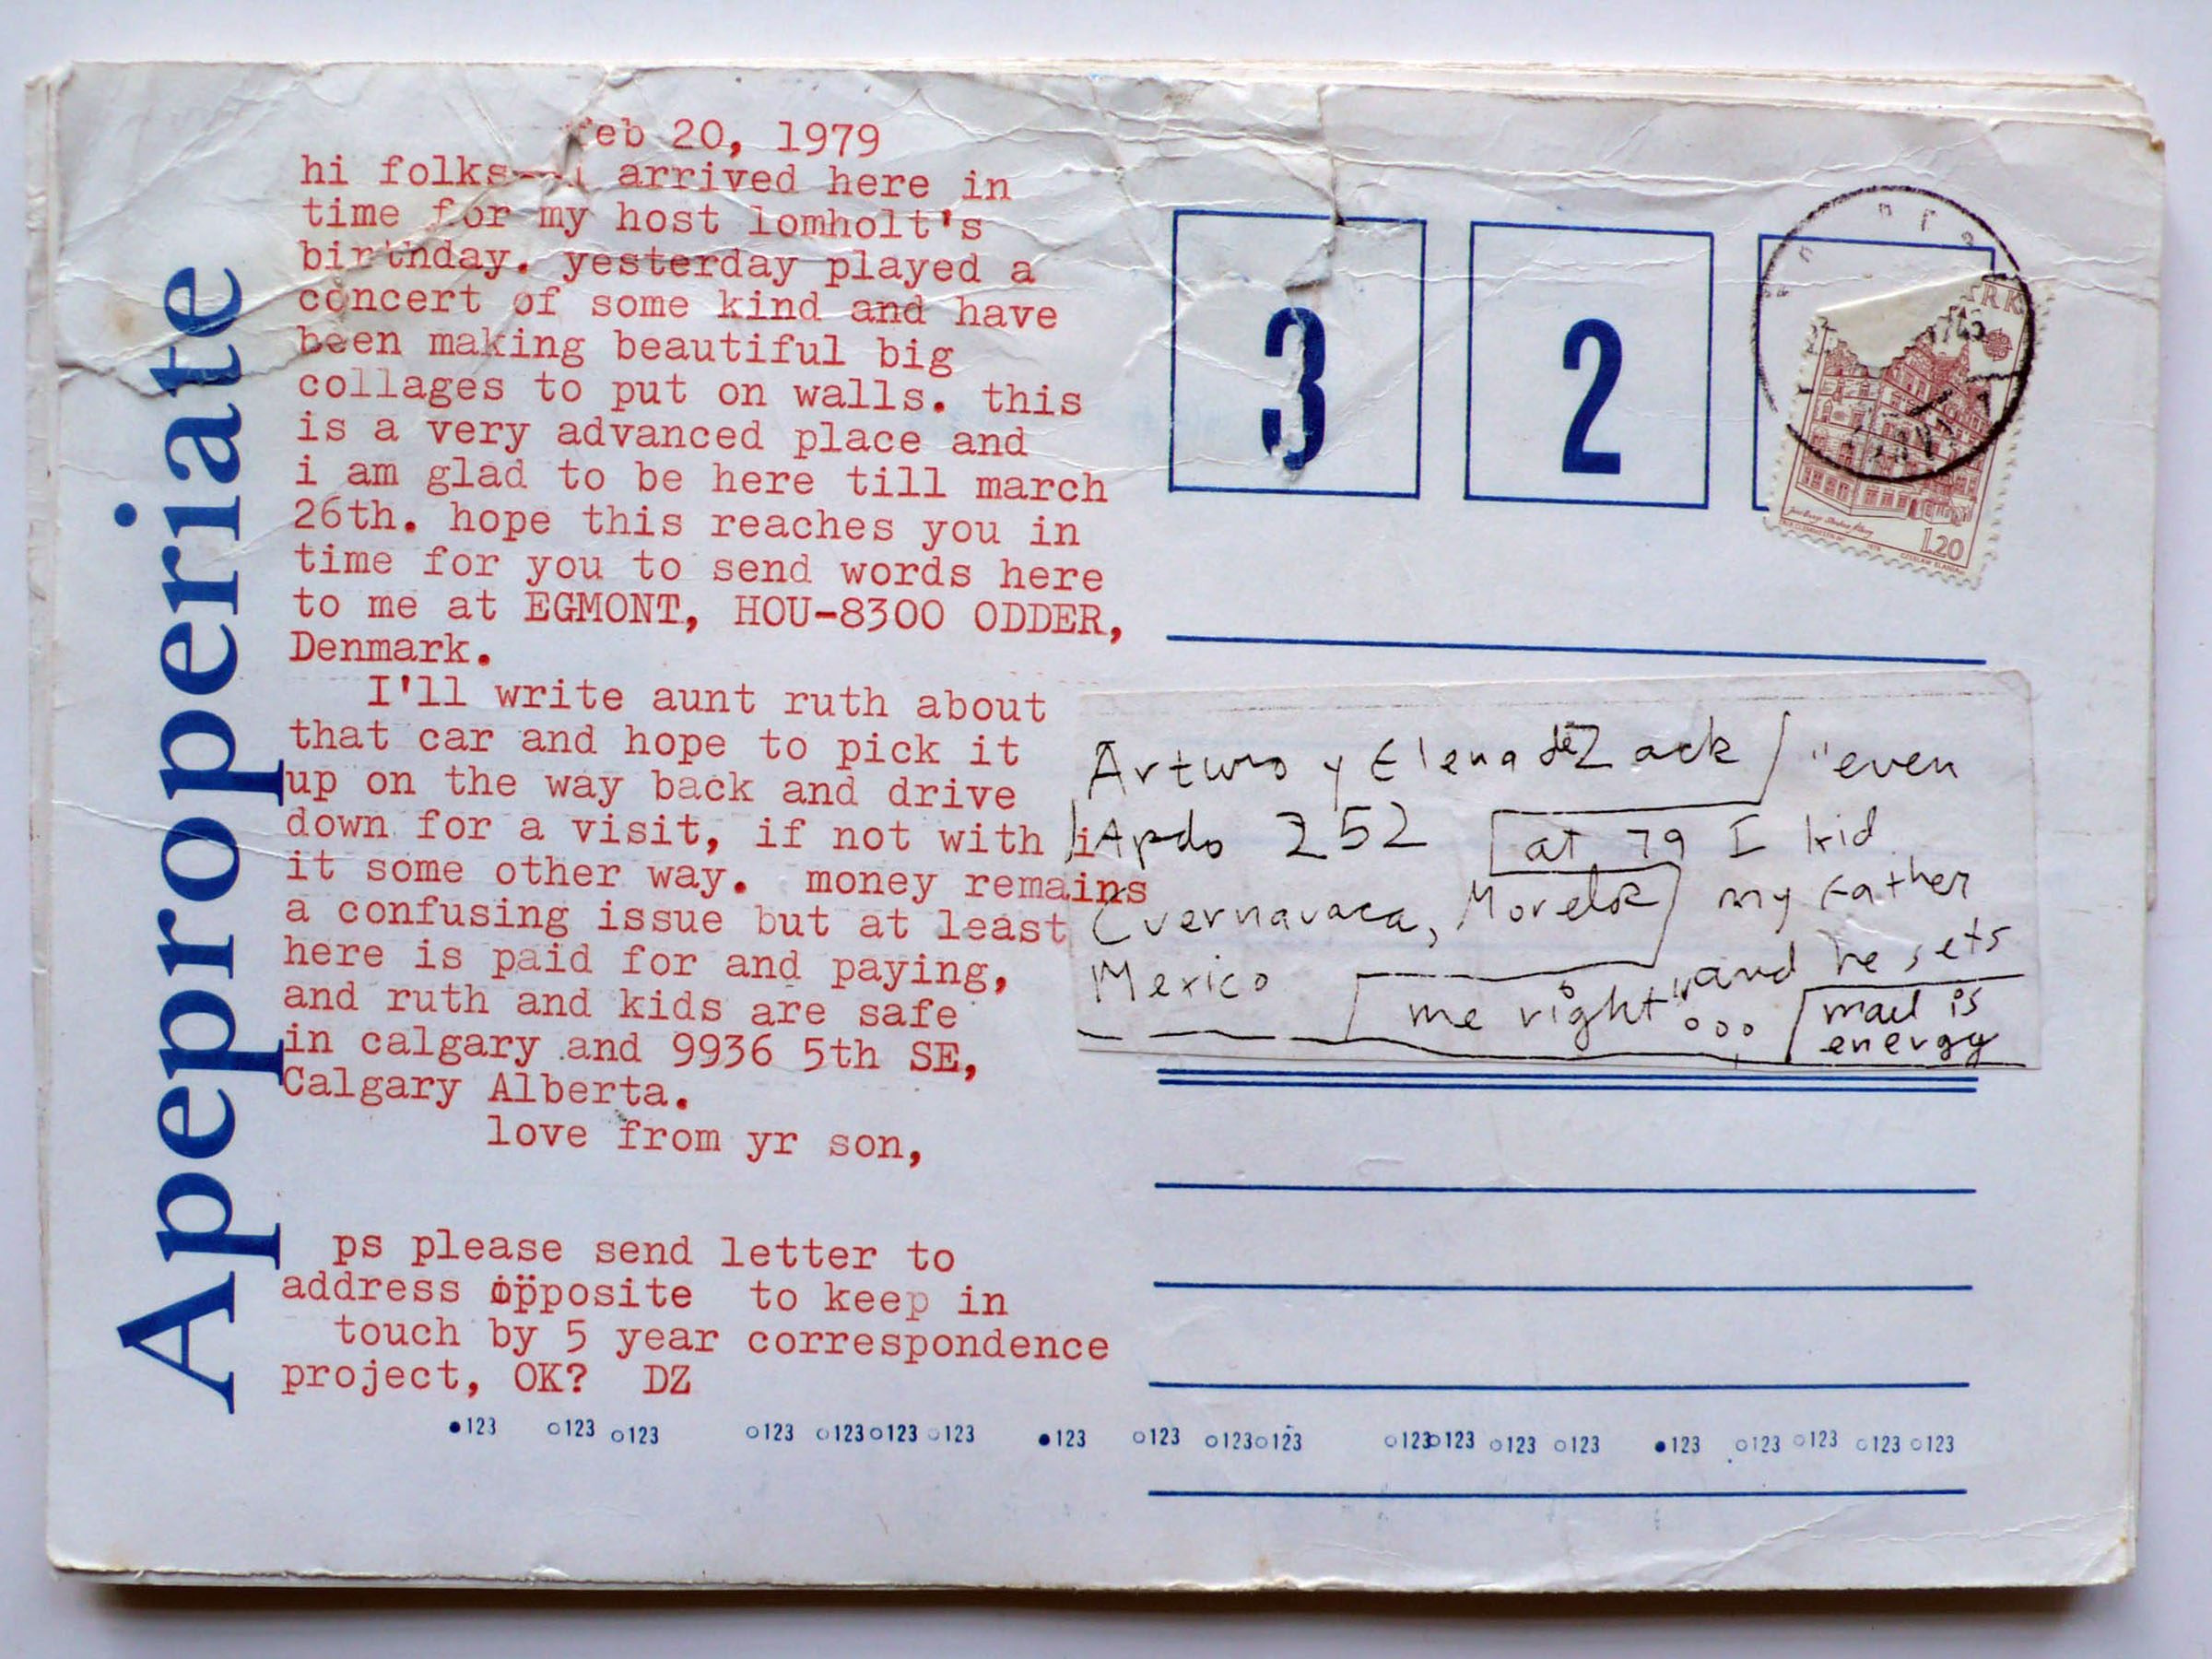 Apeproperiate
feb 20, 1979
hi folks--i arrived here in
time for my host lomholt's
birthday. yesterday played a
concert of some kind and have
been making beautiful big
collages to put on walls. this
is a very advanced place and
i am glad to be here till march
26th. hope this reaches you in
time for you to send words here
to me at EGMONT, HOU-8300 ODDER,
Denmark.
I'll write aunt ruth about
that car and hope to pick it
up on the way back and drive
down for a visit, if not with i
it some other way. money remains
a confusing issue but at least
here is paid for and paying,
and ruth and kids are safe
in calgary and 9936 5th SE,
Calgary Alberta.
love from yr son,
ps please send letter to
address opposite to keep in
touch by 5 year correspondence
project, OK? DZ
3 2
RK
1.20
Arturo y Elena de Zack "even
Apdo 252 at 79 I kid
Cuernavaca, Morelos my father
Mexico me right" and he sets
mail is
energy
●123 ○123 ○123 ○123 ○123 ○123 ○123 ●123 ○123 ○123 ○123 ○123 ○123 ○123 ○123 ●123 ○123 ○123 ○123 ○123